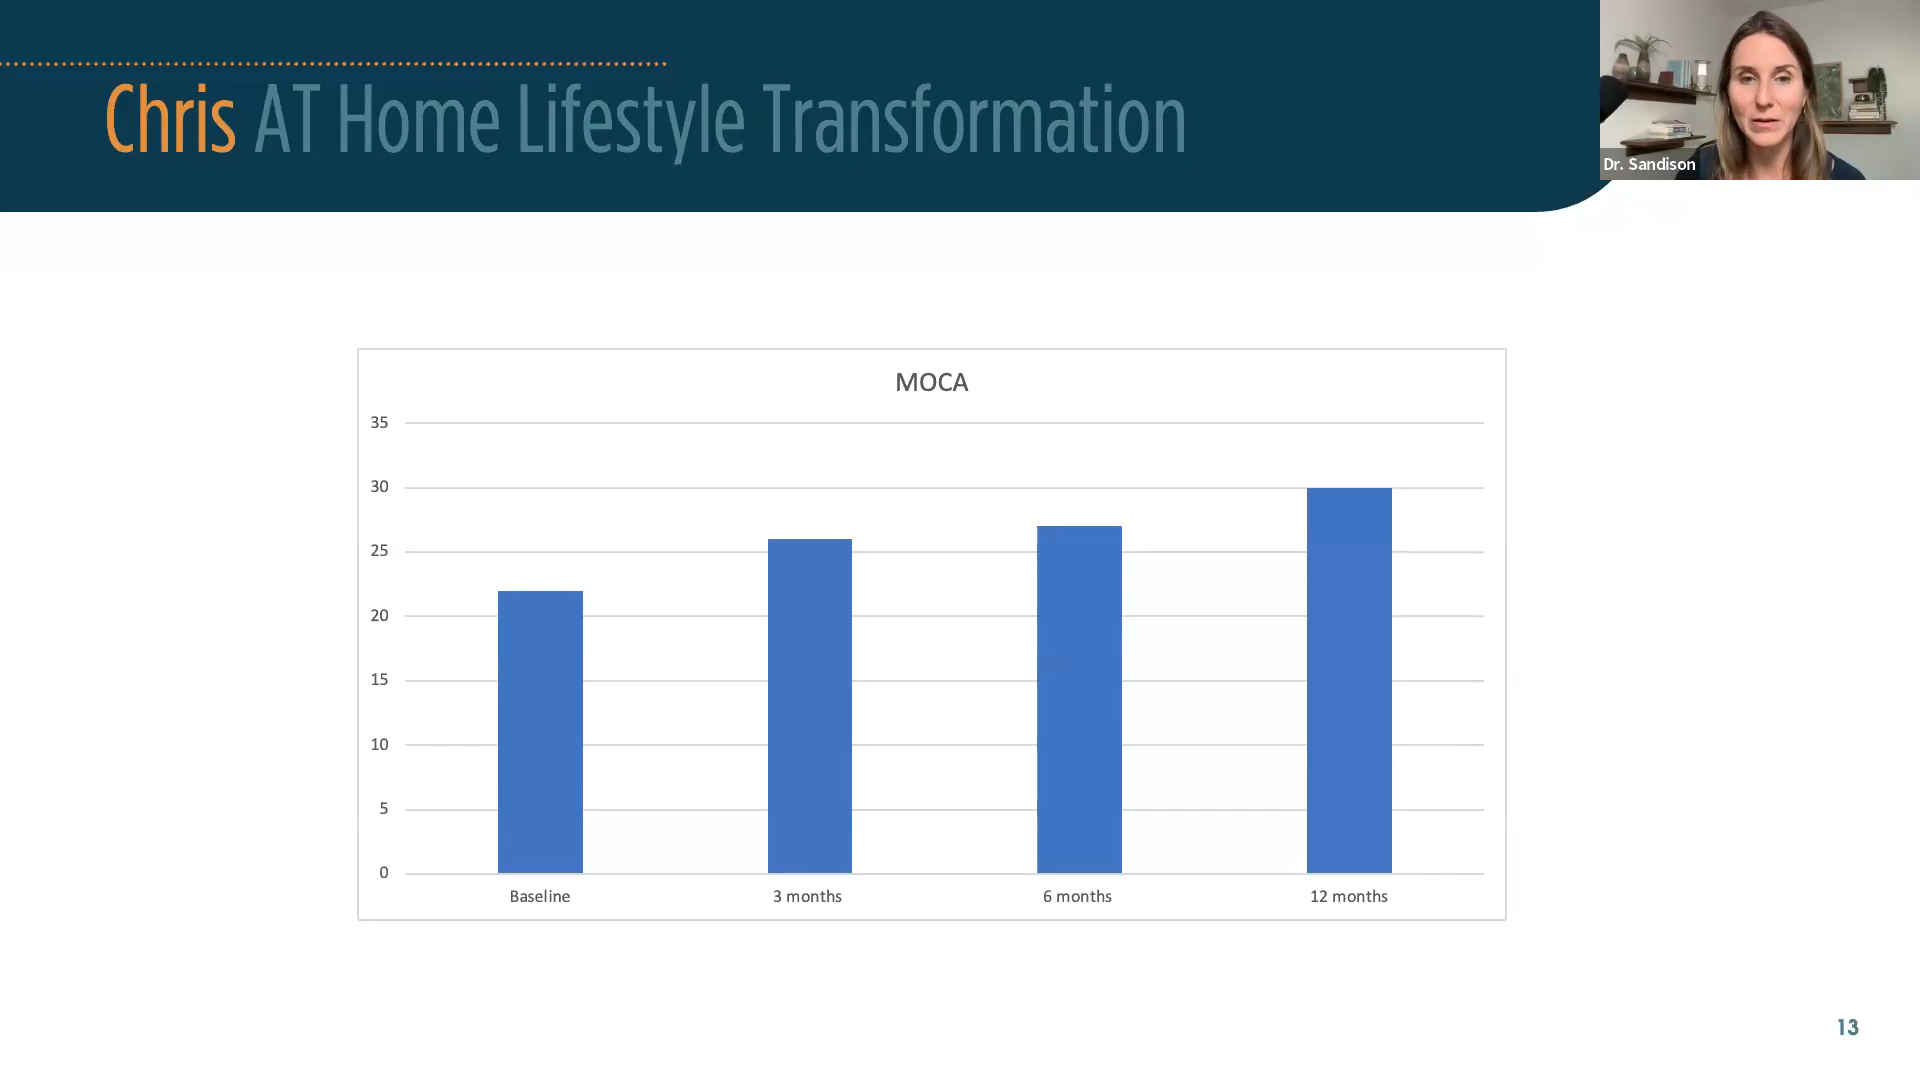 Chris AT Home Lifestyle Transformation
Dr. Sandison
MOCA
35
30
25
20
15
10
5
0
Baseline 3 months 6 months 12 months
13